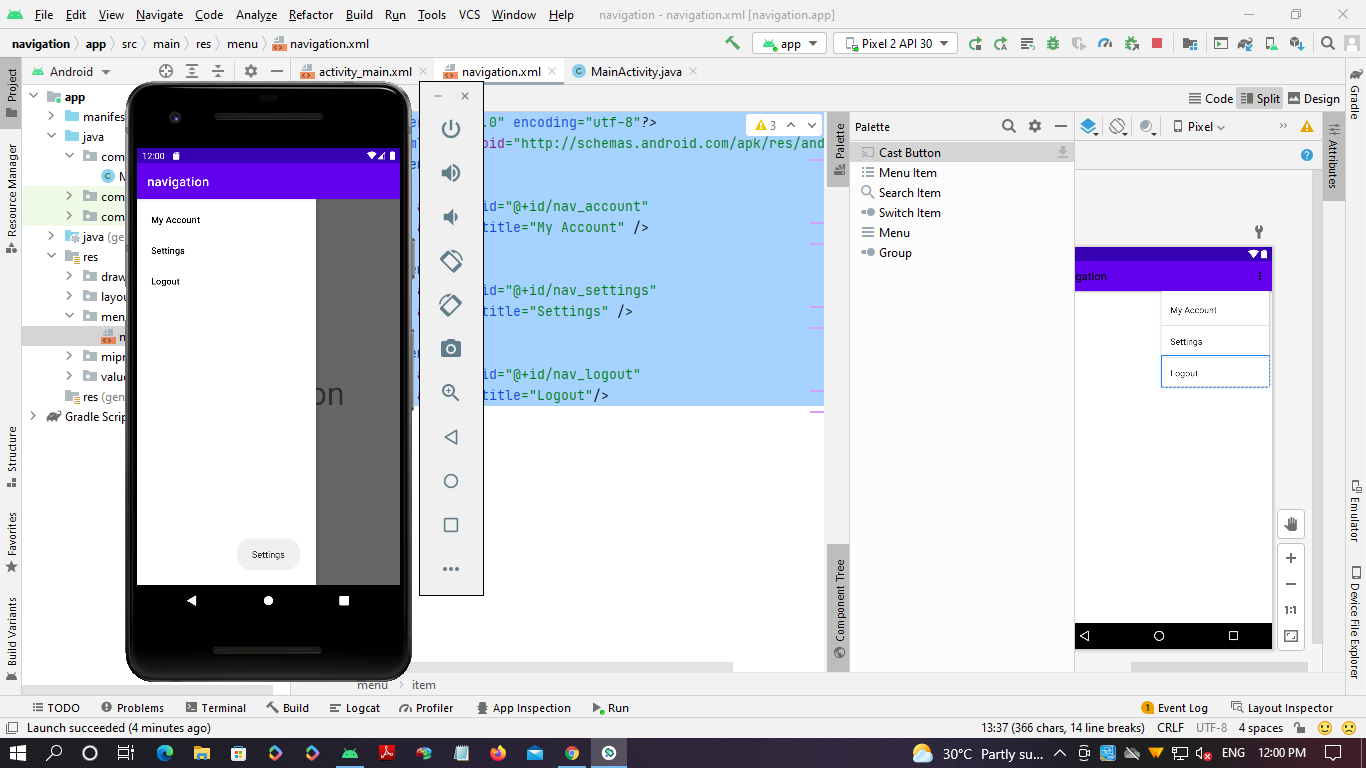 File Edit View Navigate Code Analyze Refactor Build Run Tools VCS Window Help navigation - navigation.xml [navigation.app]
navigation app src main res menu navigation.xml app Pixel 2 API 30
Project
Android activity_main.xml navigation.xml MainActivity.java
Gradle
app
Code Split Design
manifes
java
com
M
com
com
java (gen
res
draw
layou
men
n
mipr
value
res (gen
Gradle Scrip
Resource Manager
Structure
Favorites
Build Variants
12:00
navigation
My Account
Settings
Logout
on
Settings
.0" encoding="utf-8"?>
oid="http://schemas.android.com/apk/res/and
id="@+id/nav_account"
title="My Account" />
id="@+id/nav_settings"
title="Settings" />
id="@+id/nav_logout"
title="Logout"/>
3
Palette
Component Tree
Palette
Cast Button
Menu Item
Search Item
Switch Item
Menu
Group
Pixel
Attributes
gation
My Account
Settings
Logout
1:1
Emulator
Device File Explorer
menu item
TODO Problems Terminal Build Logcat Profiler App Inspection Run 1 Event Log Layout Inspector
Launch succeeded (4 minutes ago) 13:37 (366 chars, 14 line breaks) CRLF UTF-8 4 spaces
30°C Partly su... ENG 12:00 PM